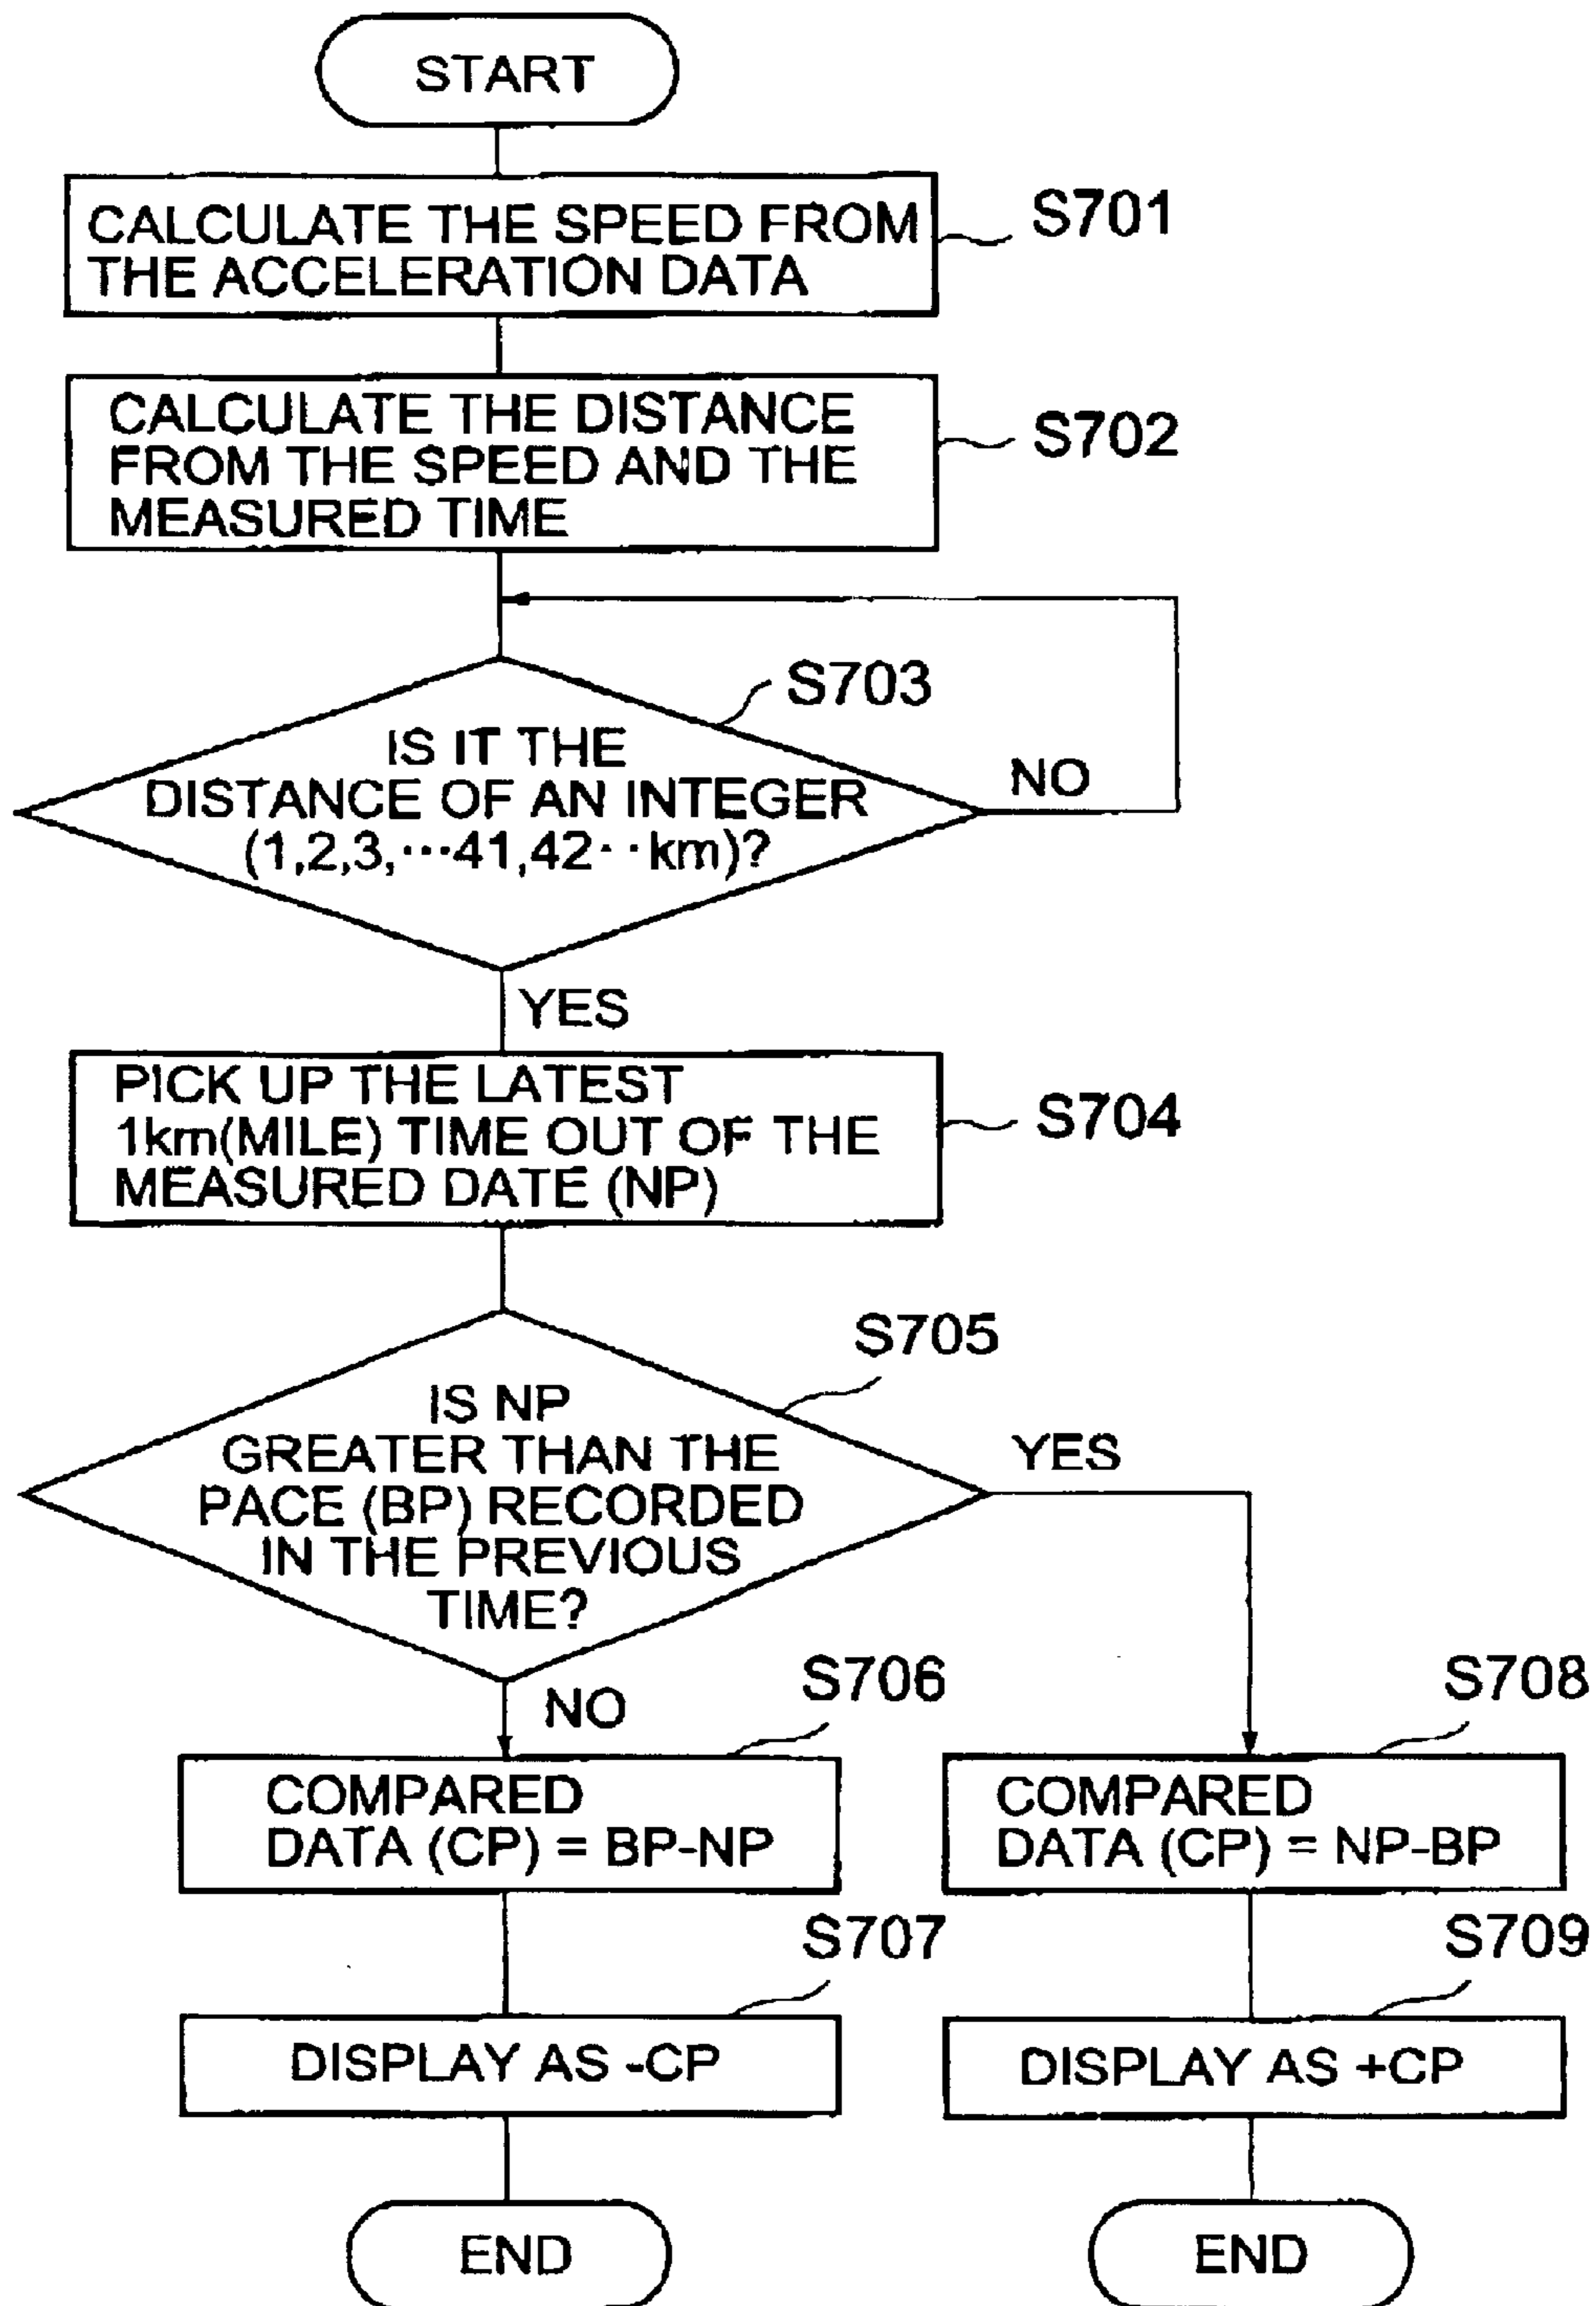 START
CALCULATE THE SPEED FROM
THE ACCELERATION DATA
S701
CALCULATE THE DISTANCE
FROM THE SPEED AND THE
MEASURED TIME
S702
S703
IS IT THE
DISTANCE OF AN INTEGER
(1,2,3,···41,42··km)?
NO
YES
PICK UP THE LATEST
1km(MILE) TIME OUT OF THE
MEASURED DATE (NP)
S704
S705
IS NP
GREATER THAN THE
PACE (BP) RECORDED
IN THE PREVIOUS
TIME?
YES
NO
S706
COMPARED
DATA (CP) = BP-NP
S708
COMPARED
DATA (CP) = NP-BP
S707
DISPLAY AS -CP
S709
DISPLAY AS +CP
END
END